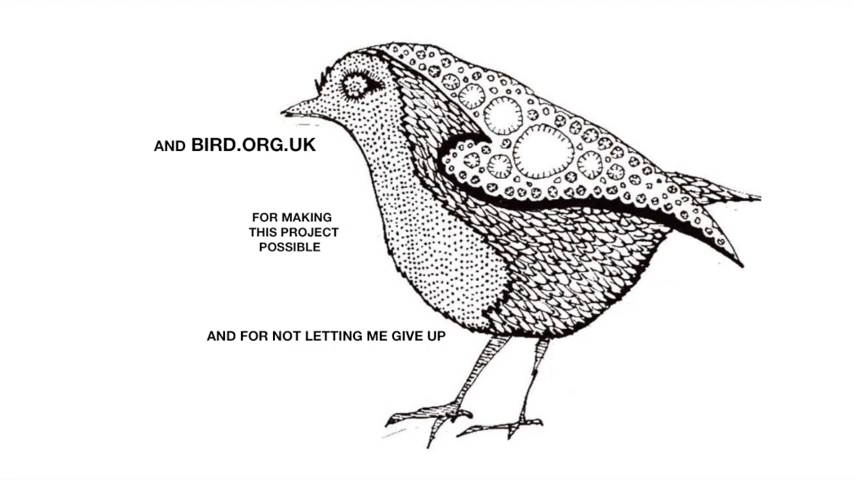 AND BIRD.ORG.UK
FOR MAKING
THIS PROJECT
POSSIBLE
AND FOR NOT LETTING ME GIVE UP